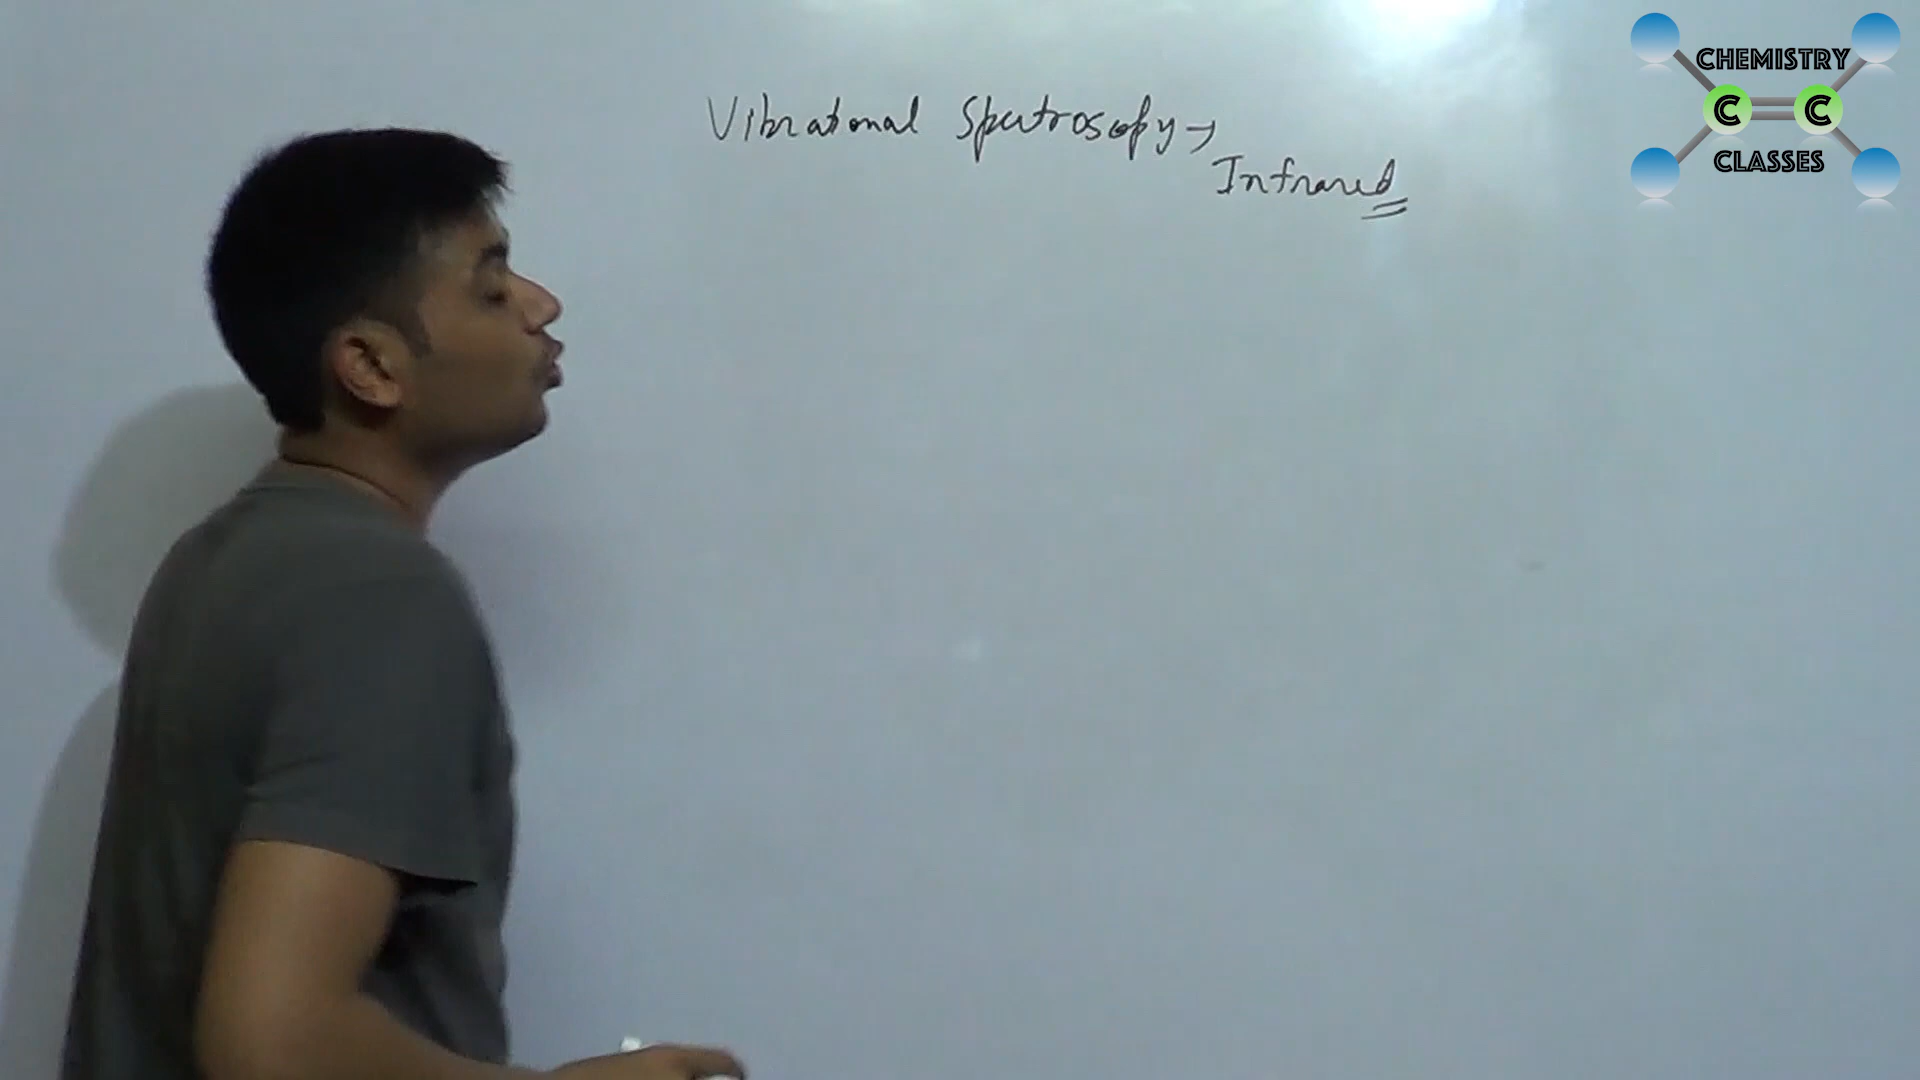 Vibrational Spectroscopy →
Infrared
CHEMISTRY
C C
CLASSES